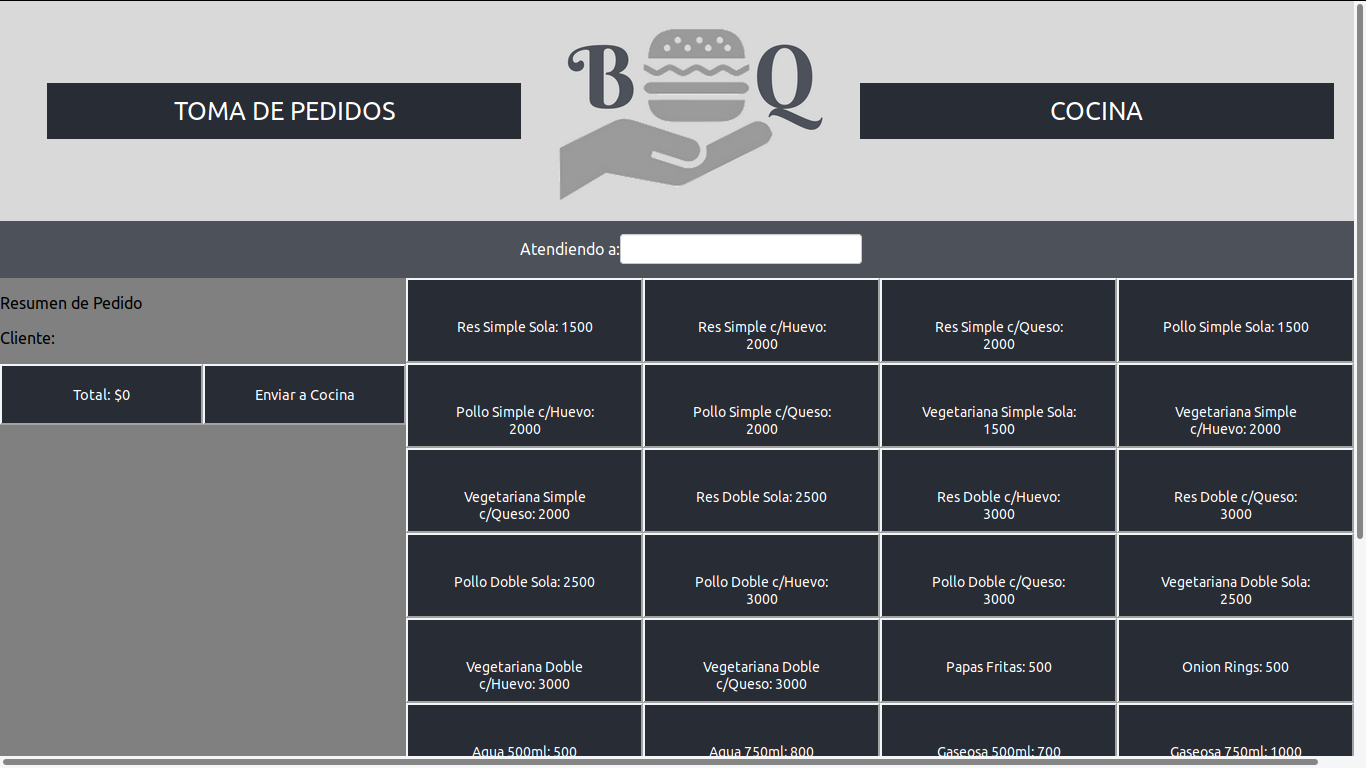 TOMA DE PEDIDOS
B Q
COCINA
Atendiendo a:
Resumen de Pedido
Cliente:
Total: $0
Enviar a Cocina
Res Simple Sola: 1500
Res Simple c/Huevo:
2000
Res Simple c/Queso:
2000
Pollo Simple Sola: 1500
Pollo Simple c/Huevo:
2000
Pollo Simple c/Queso:
2000
Vegetariana Simple Sola:
1500
Vegetariana Simple
c/Huevo: 2000
Vegetariana Simple
c/Queso: 2000
Res Doble Sola: 2500
Res Doble c/Huevo:
3000
Res Doble c/Queso:
3000
Pollo Doble Sola: 2500
Pollo Doble c/Huevo:
3000
Pollo Doble c/Queso:
3000
Vegetariana Doble Sola:
2500
Vegetariana Doble
c/Huevo: 3000
Vegetariana Doble
c/Queso: 3000
Papas Fritas: 500
Onion Rings: 500
Agua 500ml: 500
Agua 750ml: 800
Gaseosa 500ml: 700
Gaseosa 750ml: 1000